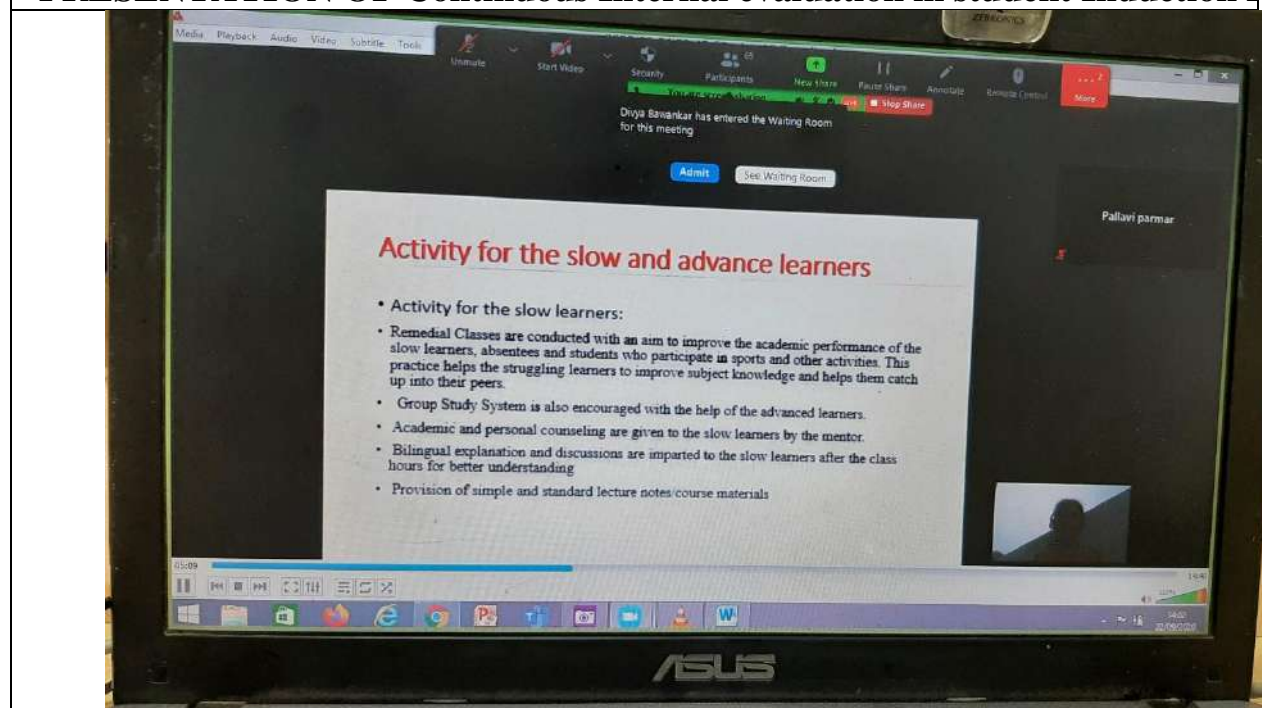 PRESENTATION OF Continuous Internal evaluation in student induction
ZEBRONICS
Media Playback Audio Video Subtitle Tools
Unmute Start Video Security Participants 65 New Share Pause Share Annotate Remote Control More
You are screen sharing Stop Share
Divya Bawankar has entered the Waiting Room
for this meeting
Admit See Waiting Room
Pallavi parmar
Activity for the slow and advance learners
• Activity for the slow learners:
• Remedial Classes are conducted with an aim to improve the academic performance of the
slow learners, absentees and students who participate in sports and other activities. This
practice helps the struggling learners to improve subject knowledge and helps them catch
up into their peers.
• Group Study System is also encouraged with the help of the advanced learners.
• Academic and personal counseling are given to the slow learners by the mentor.
• Bilingual explanation and discussions are imparted to the slow learners after the class
hours for better understanding
• Provision of simple and standard lecture notes/course materials
05:09
ASUS